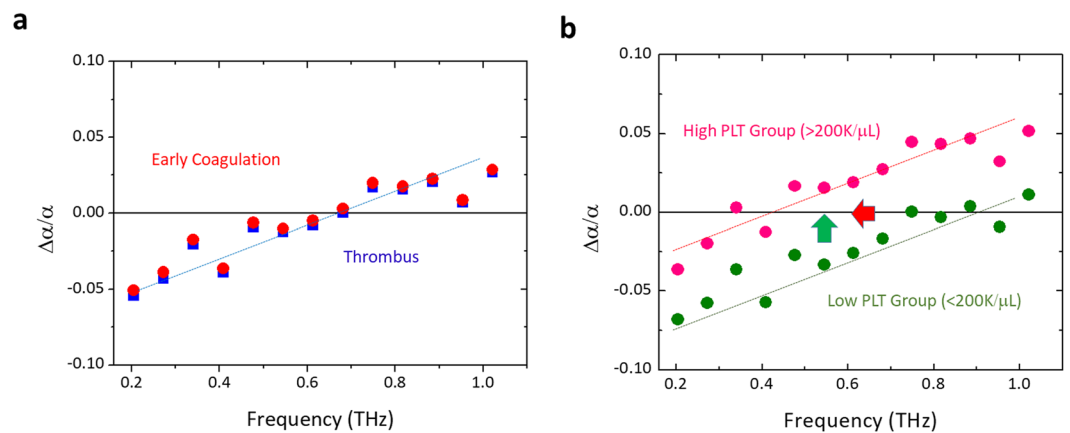 a
0.10
0.05
0.00
-0.05
-0.10
Δα/α
Early Coagulation
Thrombus
0.2 0.4 0.6 0.8 1.0
Frequency (THz)
b
0.10
0.05
0.00
-0.05
-0.10
Δα/α
High PLT Group (>200K/μL)
Low PLT Group (<200K/μL)
0.2 0.4 0.6 0.8 1.0
Frequency (THz)